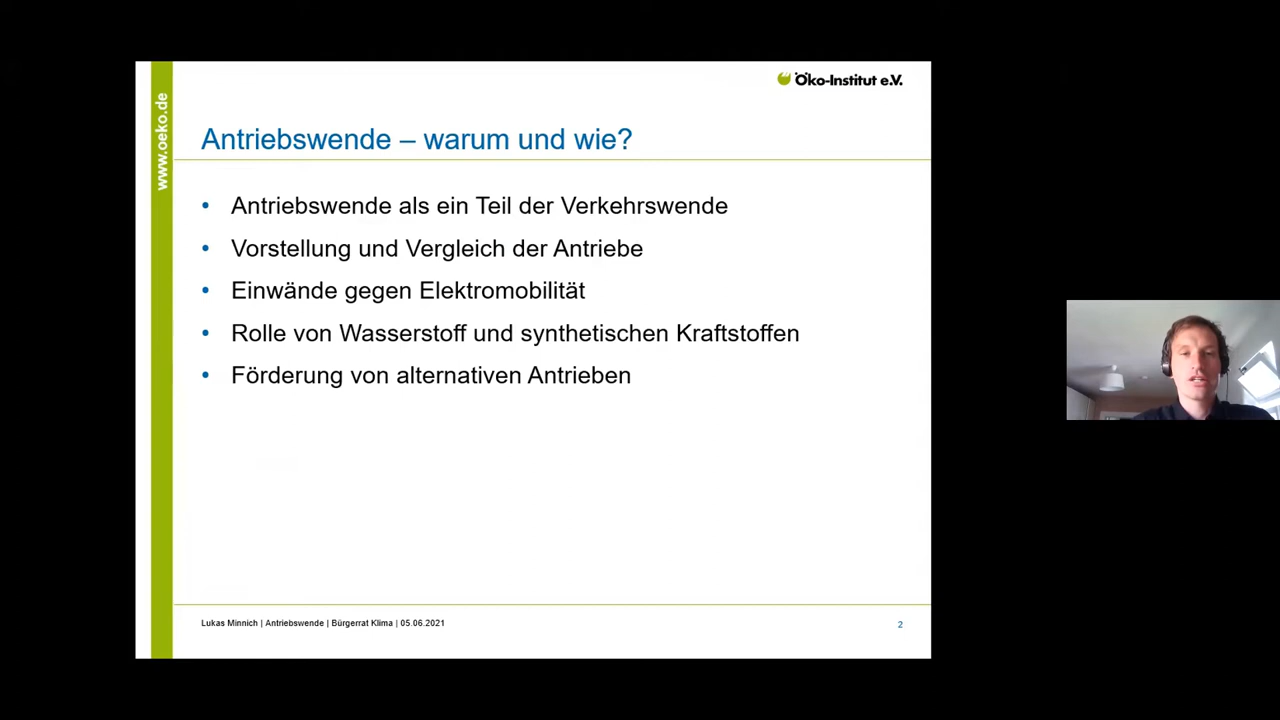 Öko-Institut e.V.
www.oeko.de
Antriebswende – warum und wie?
• Antriebswende als ein Teil der Verkehrswende
• Vorstellung und Vergleich der Antriebe
• Einwände gegen Elektromobilität
• Rolle von Wasserstoff und synthetischen Kraftstoffen
• Förderung von alternativen Antrieben
Lukas Minnich | Antriebswende | Bürgerrat Klima | 05.06.2021
2